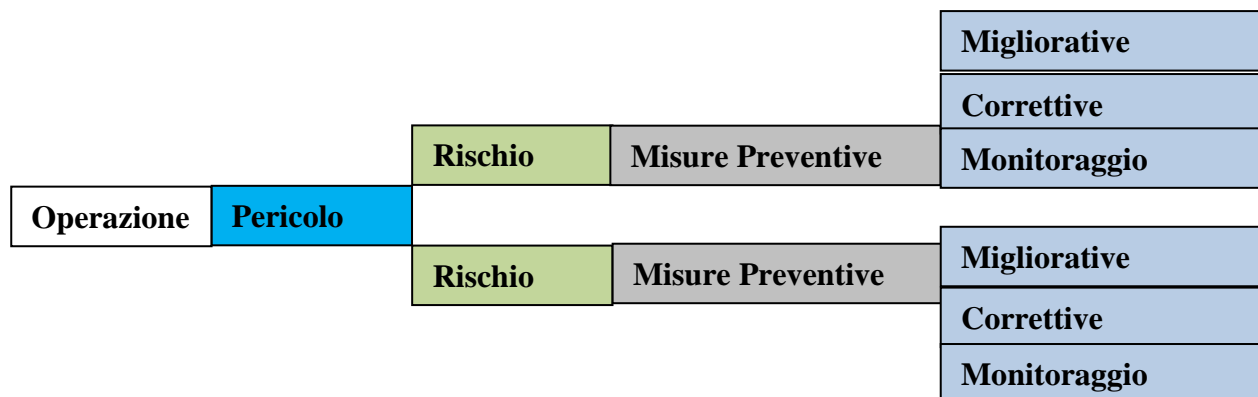 Migliorative
Correttive
Rischio Misure Preventive Monitoraggio
Operazione Pericolo
Rischio Misure Preventive Migliorative
Correttive
Monitoraggio